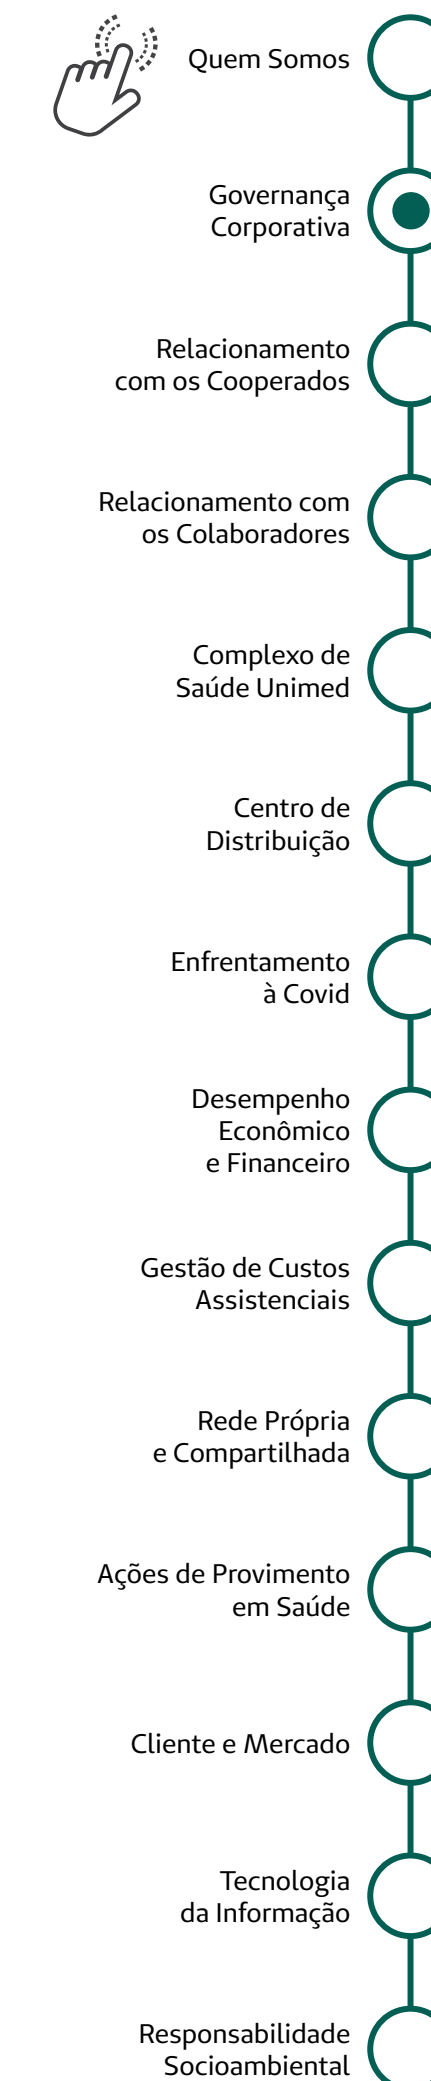 Quem Somos
Governança
Corporativa
Relacionamento
com os Cooperados
Relacionamento com
os Colaboradores
Complexo de
Saúde Unimed
Centro de
Distribuição
Enfrentamento
à Covid
Desempenho
Econômico
e Financeiro
Gestão de Custos
Assistenciais
Rede Própria
e Compartilhada
Ações de Provimento
em Saúde
Cliente e Mercado
Tecnologia
da Informação
Responsabilidade
Socioambiental